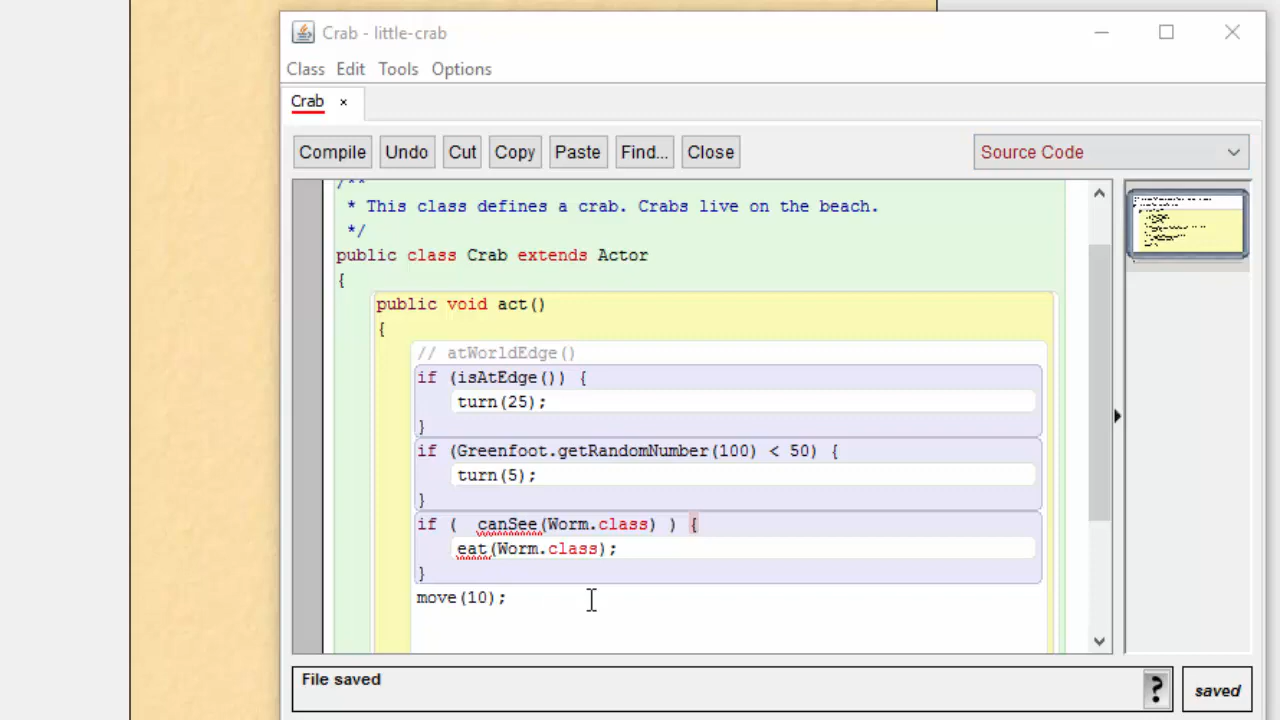 Crab - little-crab
Class Edit Tools Options
Crab ×
Compile Undo Cut Copy Paste Find... Close Source Code
/**
* This class defines a crab. Crabs live on the beach.
*/
public class Crab extends Actor
{
public void act()
{
// atWorldEdge()
if (isAtEdge()) {
turn(25);
}
if (Greenfoot.getRandomNumber(100) < 50) {
turn(5);
}
if (  canSee(Worm.class) ) {
eat(Worm.class);
}
move(10);
File saved
?
saved